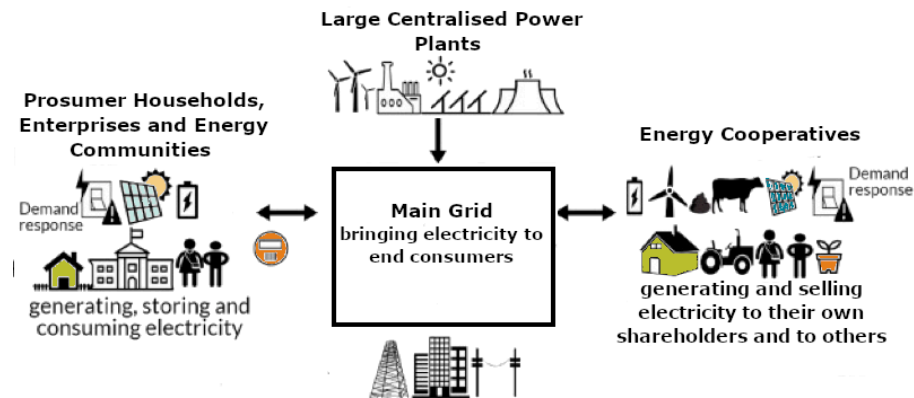 Large Centralised Power
Plants
Prosumer Households,
Enterprises and Energy
Communities
Demand
response
generating, storing and
consuming electricity
Main Grid
bringing electricity to
end consumers
Energy Cooperatives
Demand
response
generating and selling
electricity to their own
shareholders and to others